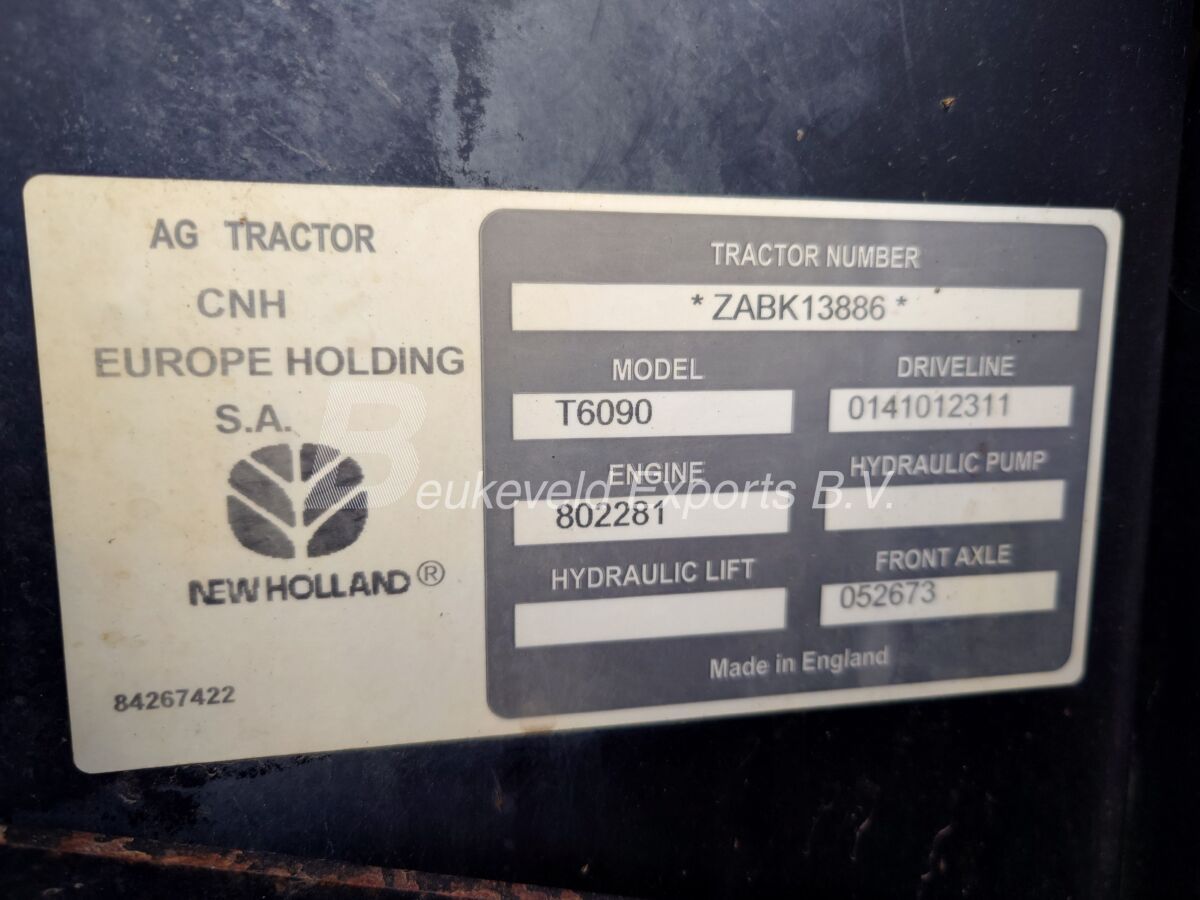 AG TRACTOR
CNH
EUROPE HOLDING
S.A.
NEW HOLLAND ®
84267422
TRACTOR NUMBER
* ZABK13886 *
MODEL
T6090
DRIVELINE
0141012311
ENGINE
802281
HYDRAULIC PUMP
HYDRAULIC LIFT
FRONT AXLE
052673
Made in England
Beukeveld Exports B.V.